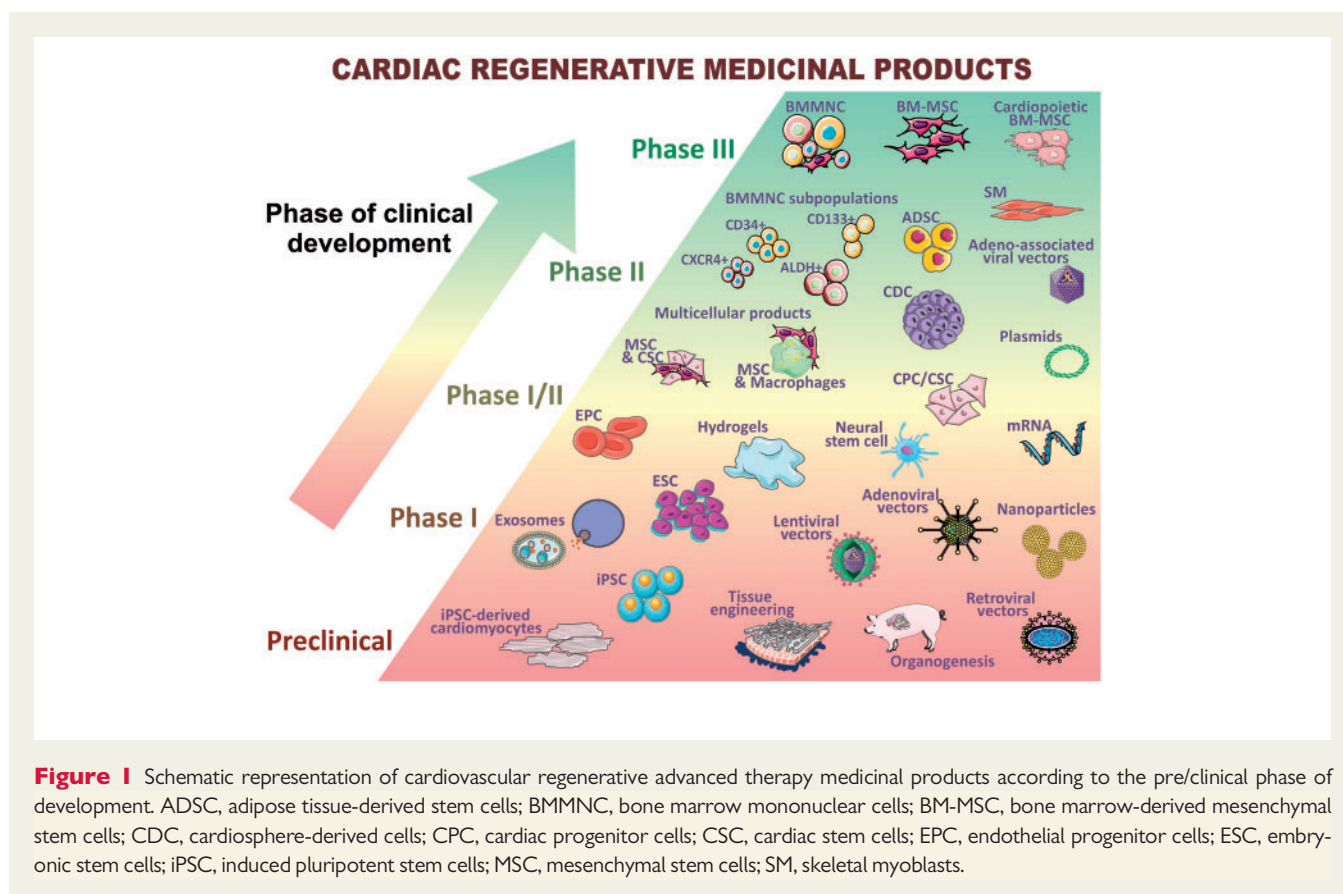 CARDIAC REGENERATIVE MEDICINAL PRODUCTS
Phase of clinical
development
Phase III
BMMNC
BM-MSC
Cardiopoietic
BM-MSC
Phase II
BMMNC subpopulations
CD34+
CD133+
CXCR4+
ALDH+
ADSC
SM
Adeno-associated
viral vectors
CDC
Multicellular products
MSC
& CSC
MSC
& Macrophages
Plasmids
Phase I/II
CPC/CSC
EPC
Hydrogels
Neural
stem cell
mRNA
Phase I
Exosomes
ESC
Lentiviral
vectors
Adenoviral
vectors
Nanoparticles
Preclinical
iPSC
iPSC-derived
cardiomyocytes
Tissue
engineering
Organogenesis
Retroviral
vectors
Figure 1 Schematic representation of cardiovascular regenerative advanced therapy medicinal products according to the pre/clinical phase of
development. ADSC, adipose tissue-derived stem cells; BMMNC, bone marrow mononuclear cells; BM-MSC, bone marrow-derived mesenchymal
stem cells; CDC, cardiosphere-derived cells; CPC, cardiac progenitor cells; CSC, cardiac stem cells; EPC, endothelial progenitor cells; ESC, embry-
onic stem cells; iPSC, induced pluripotent stem cells; MSC, mesenchymal stem cells; SM, skeletal myoblasts.